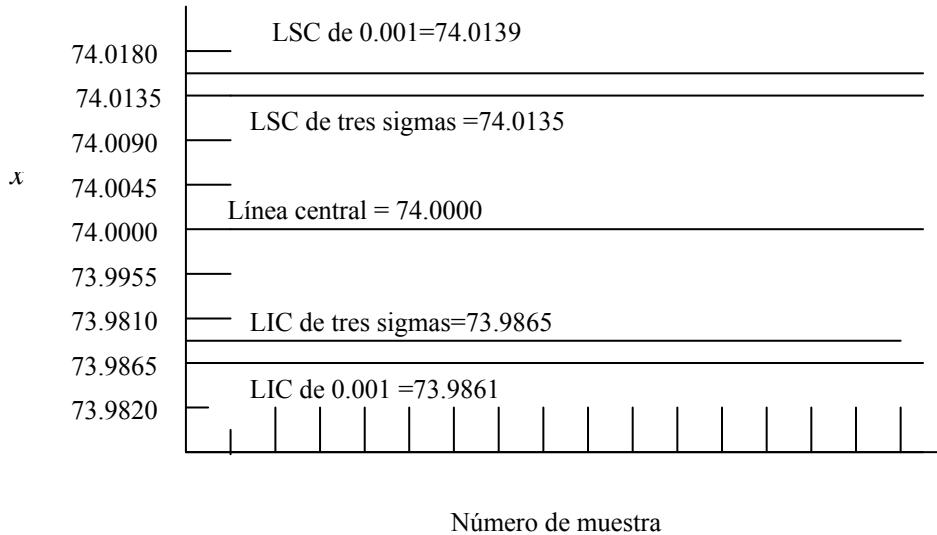 LSC de 0.001=74.0139
74.0180
74.0135
LSC de tres sigmas =74.0135
74.0090
x
74.0045
Línea central = 74.0000
74.0000
73.9955
73.9810
LIC de tres sigmas=73.9865
73.9865
LIC de 0.001 =73.9861
73.9820
Número de muestra